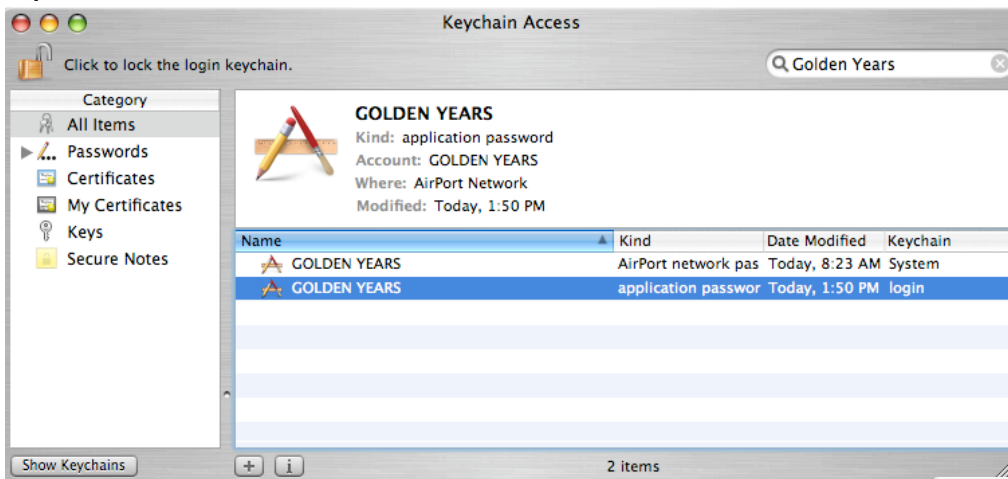 Keychain Access
Click to lock the login keychain.
Golden Years
Category
All Items
Passwords
Certificates
My Certificates
Keys
Secure Notes
GOLDEN YEARS
Kind: application password
Account: GOLDEN YEARS
Where: AirPort Network
Modified: Today, 1:50 PM
Name Kind Date Modified Keychain
GOLDEN YEARS AirPort network pas Today, 8:23 AM System
GOLDEN YEARS application passwor Today, 1:50 PM login
Show Keychains + i 2 items